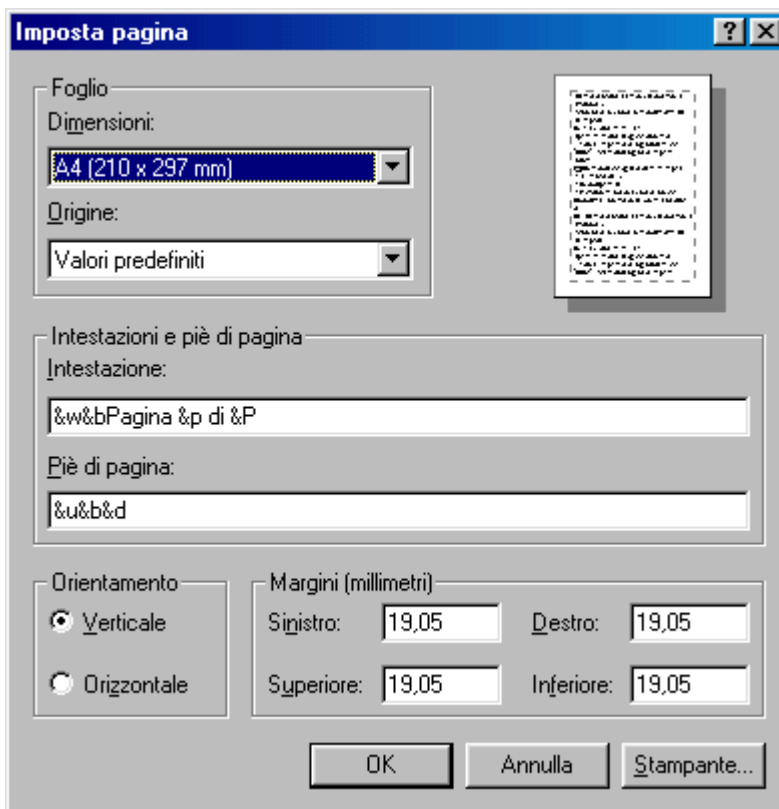 Imposta pagina
Foglio
Dimensioni:
A4 (210 x 297 mm)
Origine:
Valori predefiniti
Intestazioni e piè di pagina
Intestazione:
&w&bPagina &p di &P
Piè di pagina:
&u&b&d
Orientamento
Verticale
Orizzontale
Margini (millimetri)
Sinistro: 19,05 Destro: 19,05
Superiore: 19,05 Inferiore: 19,05
OK Annulla Stampante...